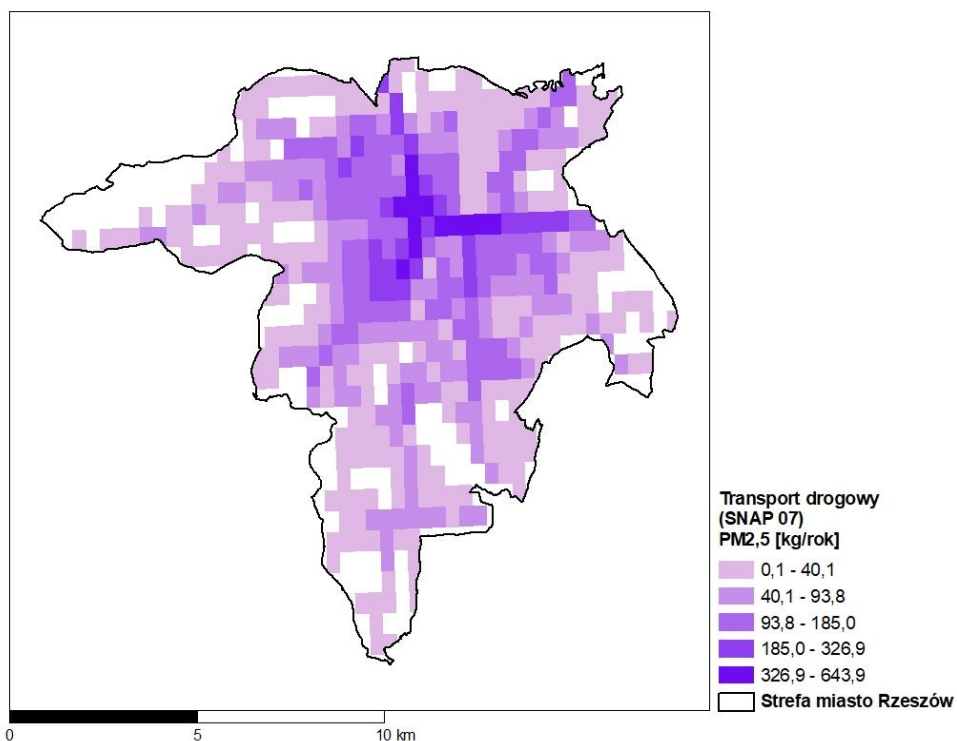 Transport drogowy
(SNAP 07)
PM2,5 [kg/rok]
0,1 - 40,1
40,1 - 93,8
93,8 - 185,0
185,0 - 326,9
326,9 - 643,9
Strefa miasto Rzeszów
0 5 10 km